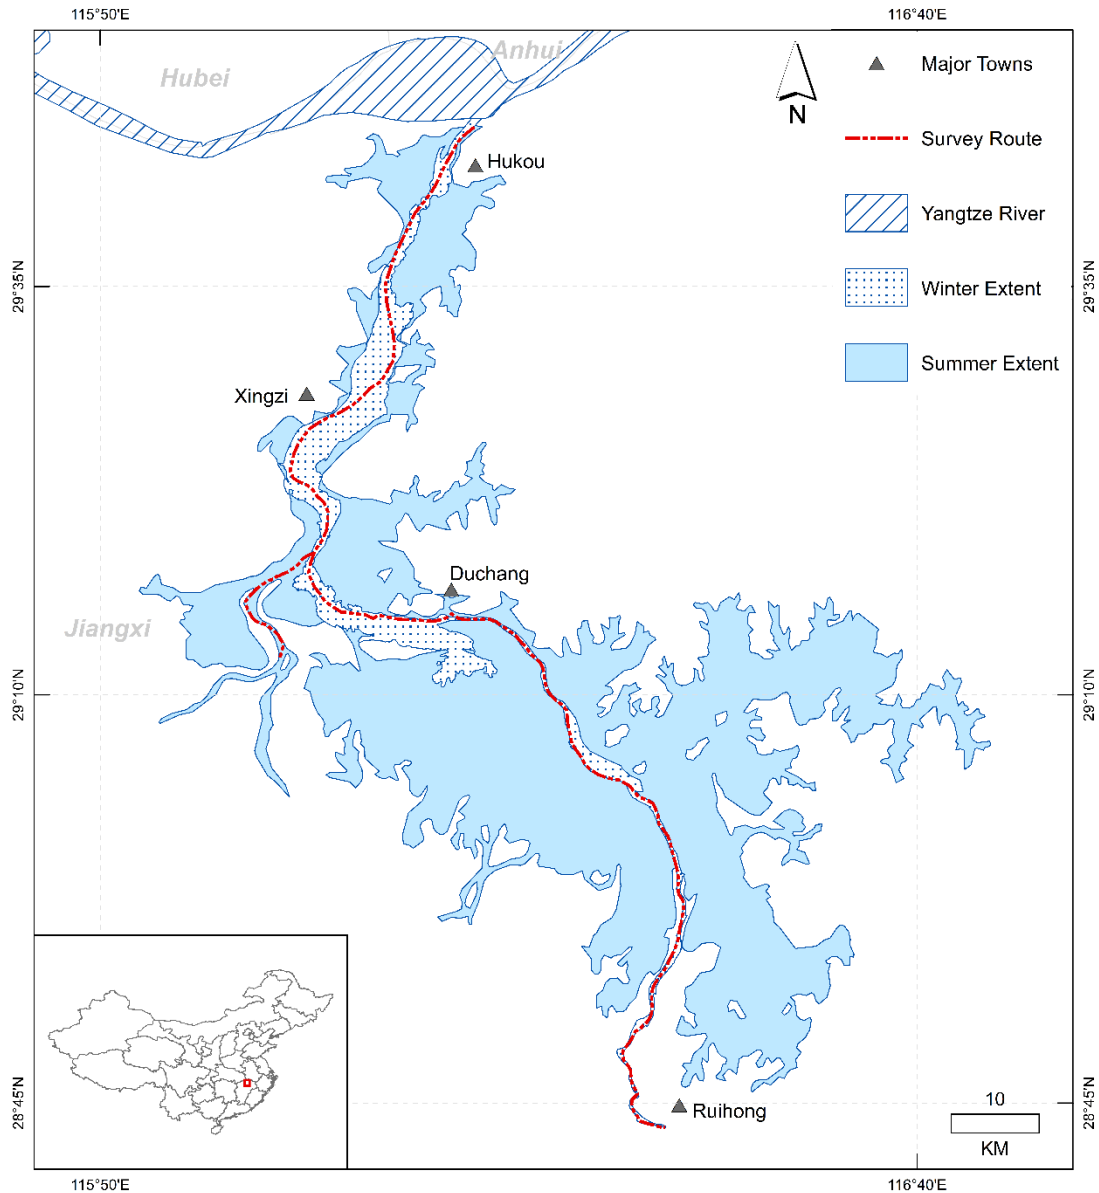 115°50'E
116°40'E
Hubei
Anhui
N
Major Towns
Survey Route
Yangtze River
Winter Extent
Summer Extent
Hukou
29°35'N
29°35'N
Xingzi
Duchang
Jiangxi
29°10'N
29°10'N
28°45'N
28°45'N
Ruihong
10
KM
115°50'E
116°40'E